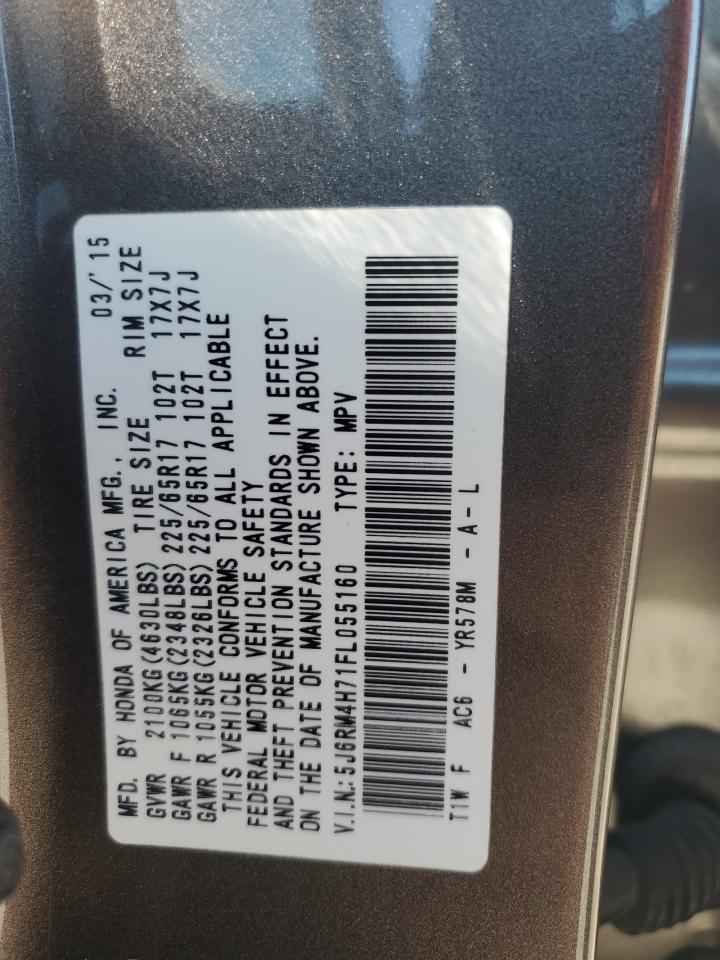 MFD. BY HONDA OF AMERICA MFG., INC. 03/'15
GVWR 2100KG(4630LBS) TIRE SIZE RIM SIZE
GAWR F 1065KG(2348LBS) 225/65R17 102T 17X7J
GAWR R 1055KG(2326LBS) 225/65R17 102T 17X7J
THIS VEHICLE CONFORMS TO ALL APPLICABLE
FEDERAL MOTOR VEHICLE SAFETY
AND THEFT PREVENTION STANDARDS IN EFFECT
ON THE DATE OF MANUFACTURE SHOWN ABOVE.
V.I.N.: 5J6RM4H71FL055160 TYPE: MPV
T1W F AC6 - YR578M - A - L